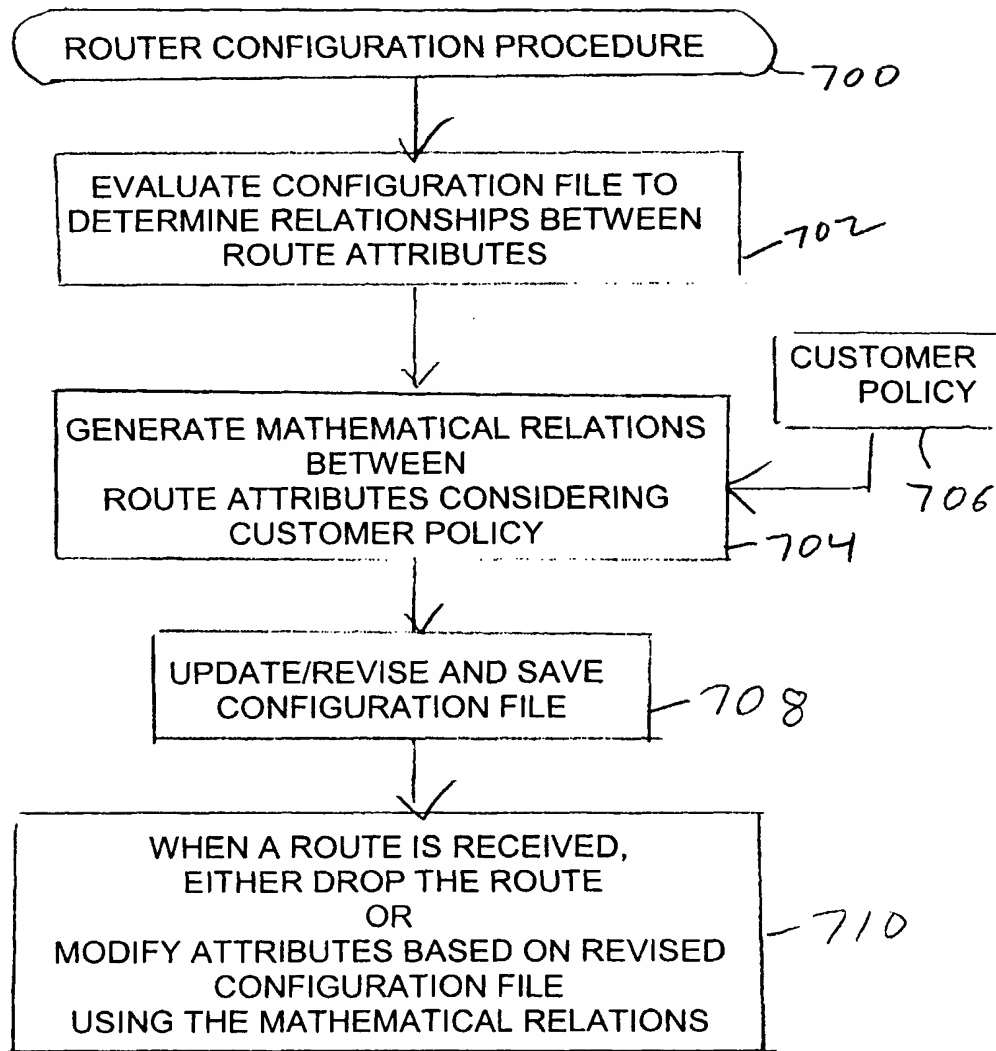 ROUTER CONFIGURATION PROCEDURE
700
EVALUATE CONFIGURATION FILE TO
DETERMINE RELATIONSHIPS BETWEEN
ROUTE ATTRIBUTES
702
CUSTOMER
POLICY
706
GENERATE MATHEMATICAL RELATIONS
BETWEEN
ROUTE ATTRIBUTES CONSIDERING
CUSTOMER POLICY
704
UPDATE/REVISE AND SAVE
CONFIGURATION FILE
708
WHEN A ROUTE IS RECEIVED,
EITHER DROP THE ROUTE
OR
MODIFY ATTRIBUTES BASED ON REVISED
CONFIGURATION FILE
USING THE MATHEMATICAL RELATIONS
710